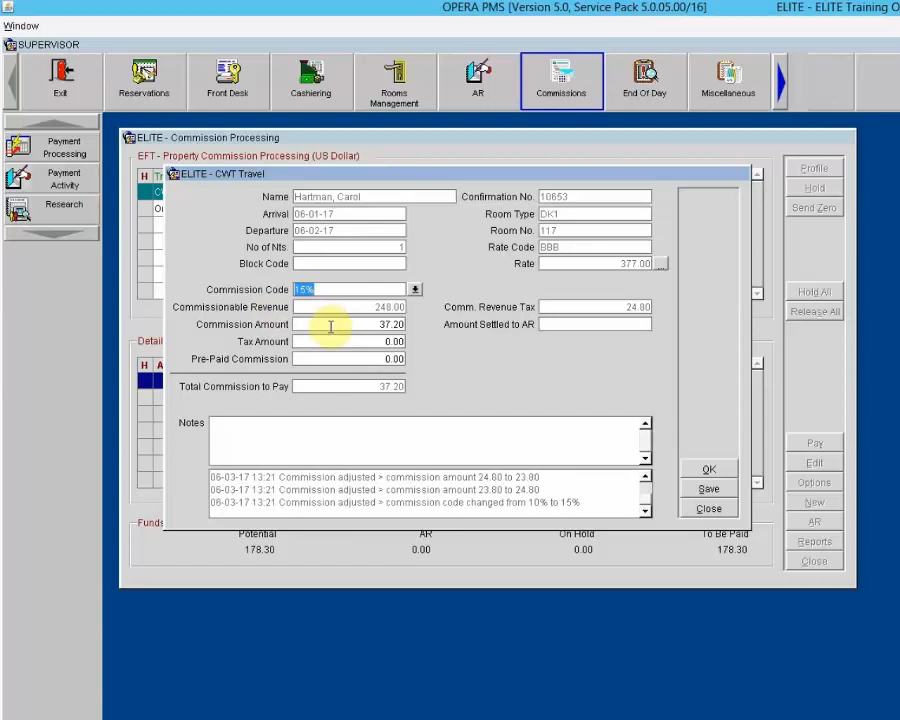 OPERA PMS [Version 5.0, Service Pack 5.0.05.00/16]
ELITE - ELITE Training O
Window
SUPERVISOR
Exit
Reservations
Front Desk
Cashiering
Rooms Management
AR
Commissions
End Of Day
Miscellaneous
Payment Processing
Payment Activity
Research
ELITE - Commission Processing
EFT - Property Commission Processing (US Dollar)
H Tr
ELITE - CWT Travel
Name Hartman, Carol
Confirmation No. 10653
Arrival 06-01-17
Room Type DK1
Departure 06-02-17
Room No. 117
No of Nts. 1
Rate Code BBB
Block Code
Rate 377.00 ...
Commission Code 15%
Commissionable Revenue 248.00
Comm. Revenue Tax 24.80
Commission Amount 37.20
Amount Settled to AR
Tax Amount 0.00
Pre-Paid Commission 0.00
Total Commission to Pay 37.20
Notes
06-03-17 13:21 Commission adjusted > commission amount 24.80 to 23.80
06-03-17 13:21 Commission adjusted > commission amount 23.80 to 24.80
06-03-17 13:21 Commission adjusted > commission code changed from 10% to 15%
OK
Save
Close
Detail
H A
Funds
Potential
AR
On Hold
To Be Paid
178.30
0.00
0.00
178.30
Profile
Hold
Send Zero
Hold All
Release All
Pay
Edit
Options
New
AR
Reports
Close